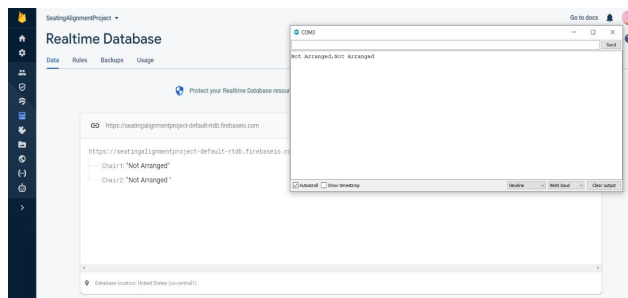 SeatingAlignmentProject
Go to docs
Realtime Database
Data Rules Backups Usage
Protect your Realtime Database resour
https://seatingalignmentproject-default-rtdb.firebaseio.com
https://seatingalignmentproject-default-rtdb.firebaseio.co
Chair1: "Not Arranged"
Chair2: "Not Arranged "
Database location: United States (us-central1)
COM3
Send
Not Arranged,Not Arranged
Autoscroll Show timestamp
Newline 9600 baud Clear output